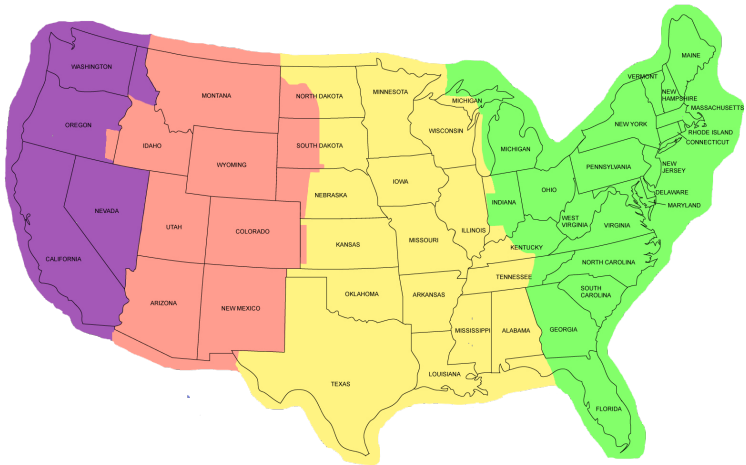 WASHINGTON
MAINE
MONTANA
VERMONT
NORTH DAKOTA
MINNESOTA
NEW
HAMPSHIRE
MICHIGAN
MASSACHUSETTS
OREGON
WISCONSIN
NEW YORK
RHODE ISLAND
CONNECTICUT
IDAHO
SOUTH DAKOTA
MICHIGAN
WYOMING
PENNSYLVANIA
NEW
JERSEY
IOWA
OHIO
NEBRASKA
DELAWARE
INDIANA
MARYLAND
NEVADA
UTAH
COLORADO
ILLINOIS
WEST
VIRGINIA
VIRGINIA
KANSAS
MISSOURI
KENTUCKY
CALIFORNIA
NORTH CAROLINA
TENNESSEE
SOUTH
CAROLINA
ARIZONA
NEW MEXICO
OKLAHOMA
ARKANSAS
MISSISSIPPI
ALABAMA
GEORGIA
LOUISIANA
TEXAS
FLORIDA